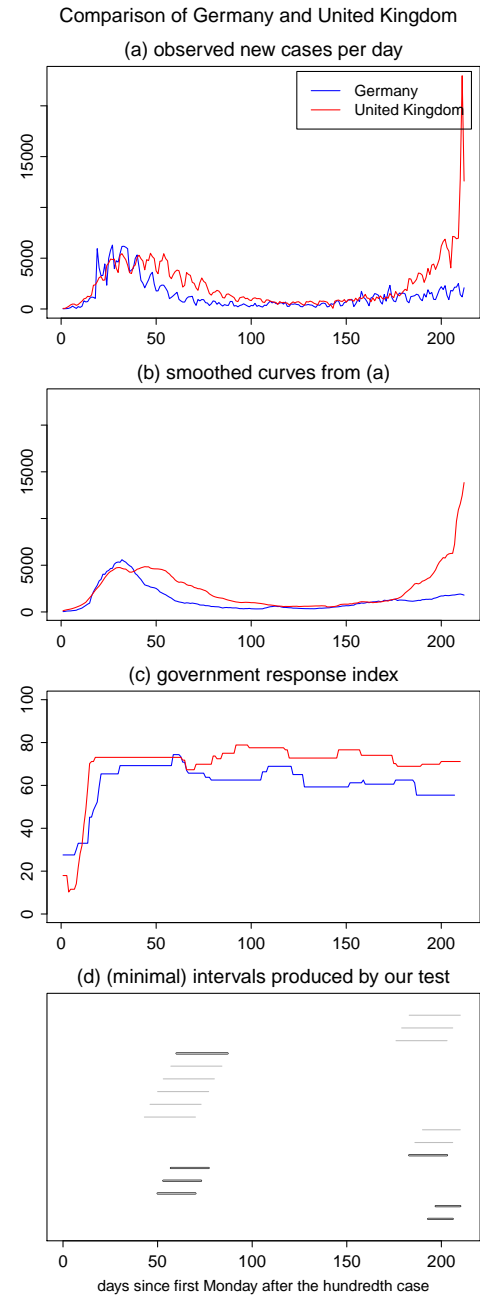 Comparison of Germany and United Kingdom
(a) observed new cases per day
Germany
United Kingdom
0 5000 15000
0 50 100 150 200
(b) smoothed curves from (a)
0 5000 15000
0 50 100 150 200
(c) government response index
0 20 40 60 80 100
0 50 100 150 200
(d) (minimal) intervals produced by our test
0 50 100 150 200
days since first Monday after the hundredth case